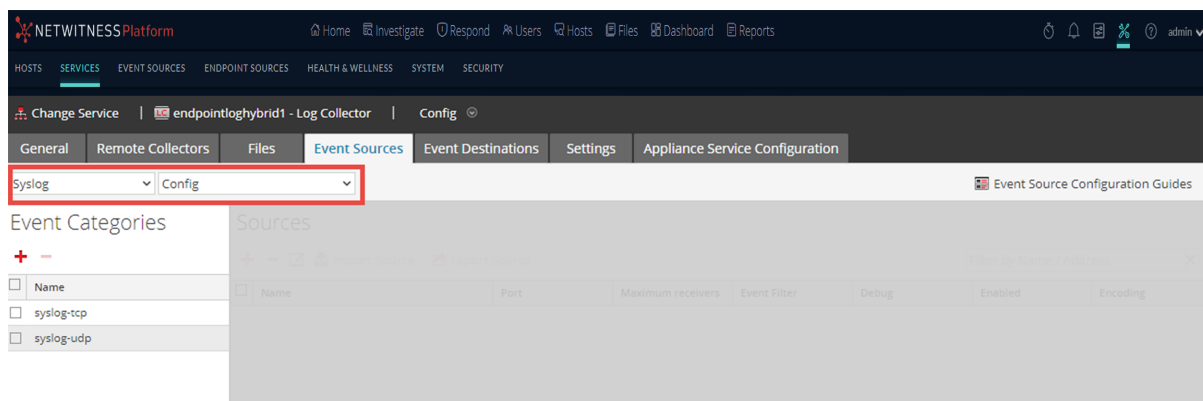 NETWITNESS Platform Home Investigate Respond Users Hosts Files Dashboard Reports admin
HOSTS SERVICES EVENT SOURCES ENDPOINT SOURCES HEALTH & WELLNESS SYSTEM SECURITY
Change Service | LC endpointloghybrid1 - Log Collector | Config
General Remote Collectors Files Event Sources Event Destinations Settings Appliance Service Configuration
Syslog Config Event Source Configuration Guides
Event Categories Sources
Name Name Port Maximum receivers Event Filter Debug Enabled Encoding
syslog-tcp
syslog-udp